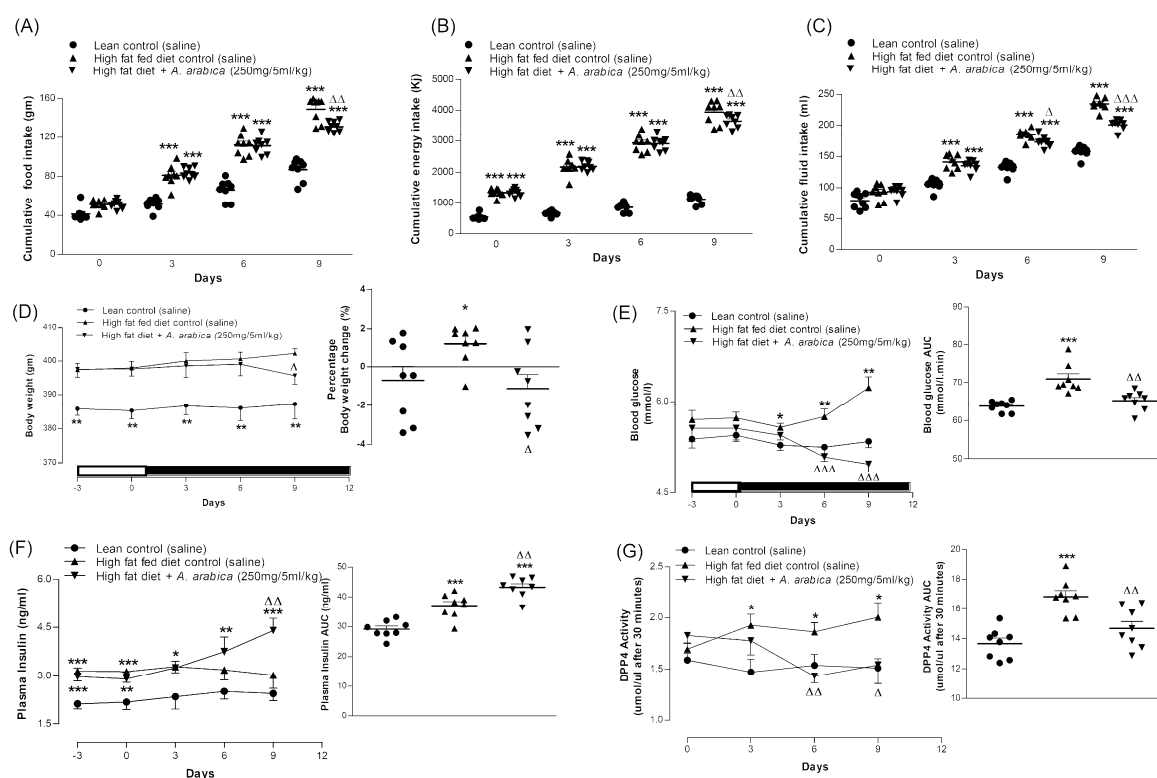 (A)
Lean control (saline)
High fat fed diet control (saline)
High fat diet + A. arabica (250mg/5ml/kg)
Cumulative food intake (gm)
160
120
80
40
0
***
***
***
***
***
ΔΔ
***
0 3 6 9
Days
(B)
Lean control (saline)
High fat fed diet control (saline)
High fat diet + A. arabica (250mg/5ml/kg)
Cumulative energy intake (Kj)
5000
4000
3000
2000
1000
0
*** ***
*** ***
*** ***
***
ΔΔ
***
0 3 6 9
Days
(C)
Lean control (saline)
High fat fed diet control (saline)
High fat diet + A. arabica (250mg/5ml/kg)
Cumulative fluid intake (ml)
250
200
150
100
50
0
*** ***
***
Δ
***
***
ΔΔΔ
***
0 3 6 9
Days
(D)
Lean control (saline)
High fat fed diet control (saline)
High fat diet + A. arabica (250mg/5ml/kg)
Body weight (gm)
410
400
390
380
370
Δ
** ** ** ** **
-3 0 3 6 9 12
Days
Percentage
Body weight change (%)
4
2
0
-2
-4
*
Δ
(E)
Lean control (saline)
High fat fed diet control (saline)
High fat diet + A. arabica (250mg/5ml/kg)
Blood glucose
(mmol/l)
7.5
6.0
4.5
* ** **
ΔΔΔ ΔΔΔ
-3 0 3 6 9 12
Days
Blood glucose AUC
(mmol/l.min)
90
80
70
60
50
***
ΔΔ
(F)
Lean control (saline)
High fat fed diet control (saline)
High fat diet + A. arabica (250mg/5ml/kg)
Plasma Insulin (ng/ml)
6.0
4.5
3.0
1.5
*** *** * **
ΔΔ
***
*** **
-3 0 3 6 9 12
Days
Plasma Insulin AUC
(ng/ml.min)
50
40
30
20
10
0
***
ΔΔ
***
(G)
Lean control (saline)
High fat fed diet control (saline)
High fat diet + A. arabica (250mg/5ml/kg)
DPP4 Activity
(umol/ul after 30 minutes)
2.5
2.0
1.5
1.0
* * *
ΔΔ Δ
0 3 6 9 12
Days
DPP4 Activity AUC
(umol/ul after 30 minutes)
20
18
16
14
12
10
***
ΔΔ